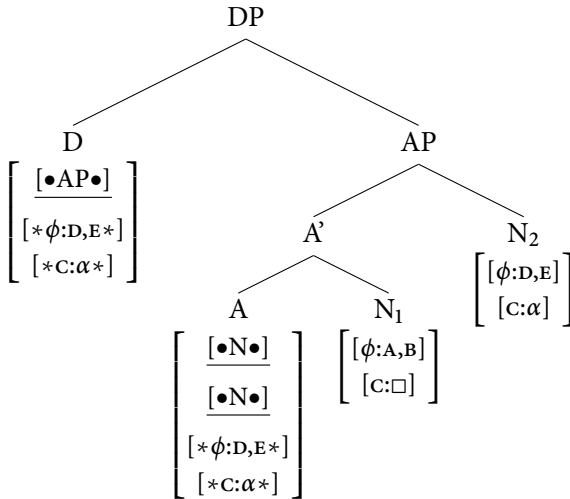 DP
D AP
[•AP•]
[∗ϕ:D,E∗]
[∗C:α∗]
A’ N₂
[ϕ:D,E]
[C:α]
A N₁
[•N•]
[•N•]
[∗ϕ:D,E∗]
[∗C:α∗]
[ϕ:A,B]
[C:□]